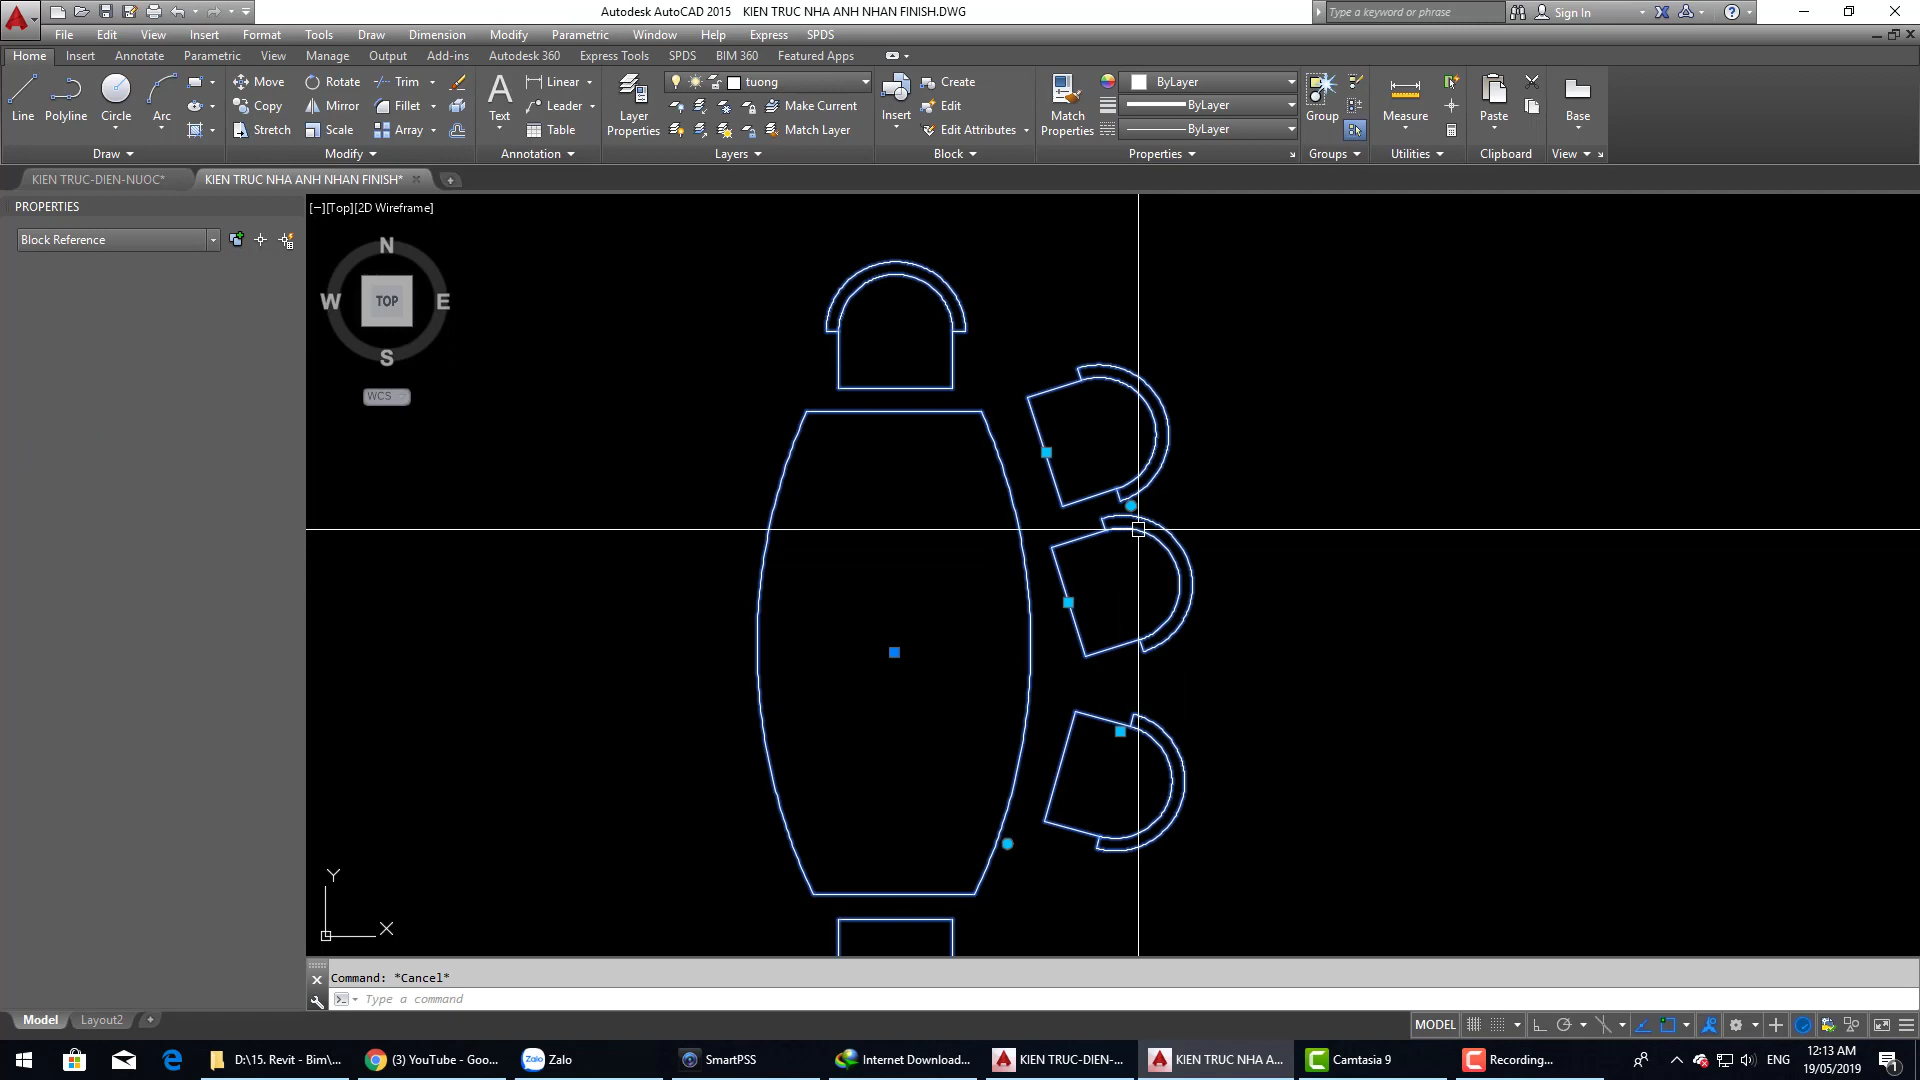 Autodesk AutoCAD 2015 KIEN TRUC NHA ANH NHAN FINISH.DWG
Type a keyword or phrase
Sign In
File Edit View Insert Format Tools Draw Dimension Modify Parametric Window Help Express SPDS
Home Insert Annotate Parametric View Manage Output Add-ins Autodesk 360 Express Tools SPDS BIM 360 Featured Apps
Line Polyline Circle Arc
Draw
Move Rotate Trim
Copy Mirror Fillet
Stretch Scale Array
Modify
Text
Linear
Leader
Table
Annotation
Layer Properties
tuong
Make Current
Match Layer
Layers
Insert
Create
Edit
Edit Attributes
Block
Match Properties
ByLayer
ByLayer
ByLayer
Properties
Group
Groups
Measure
Utilities
Paste
Clipboard
Base
View
KIEN TRUC-DIEN-NUOC*
KIEN TRUC NHA ANH NHAN FINISH*
PROPERTIES
Block Reference
[−][Top][2D Wireframe]
N
W TOP E
S
WCS
Y
X
Command: *Cancel*
Type a command
Model Layout2
MODEL
D:\15. Revit - Bim\...
(3) YouTube - Goo...
Zalo
Zalo
SmartPSS
Internet Download...
KIEN TRUC-DIEN-...
KIEN TRUC NHA A...
Camtasia 9
Recording...
ENG
12:13 AM
19/05/2019
1